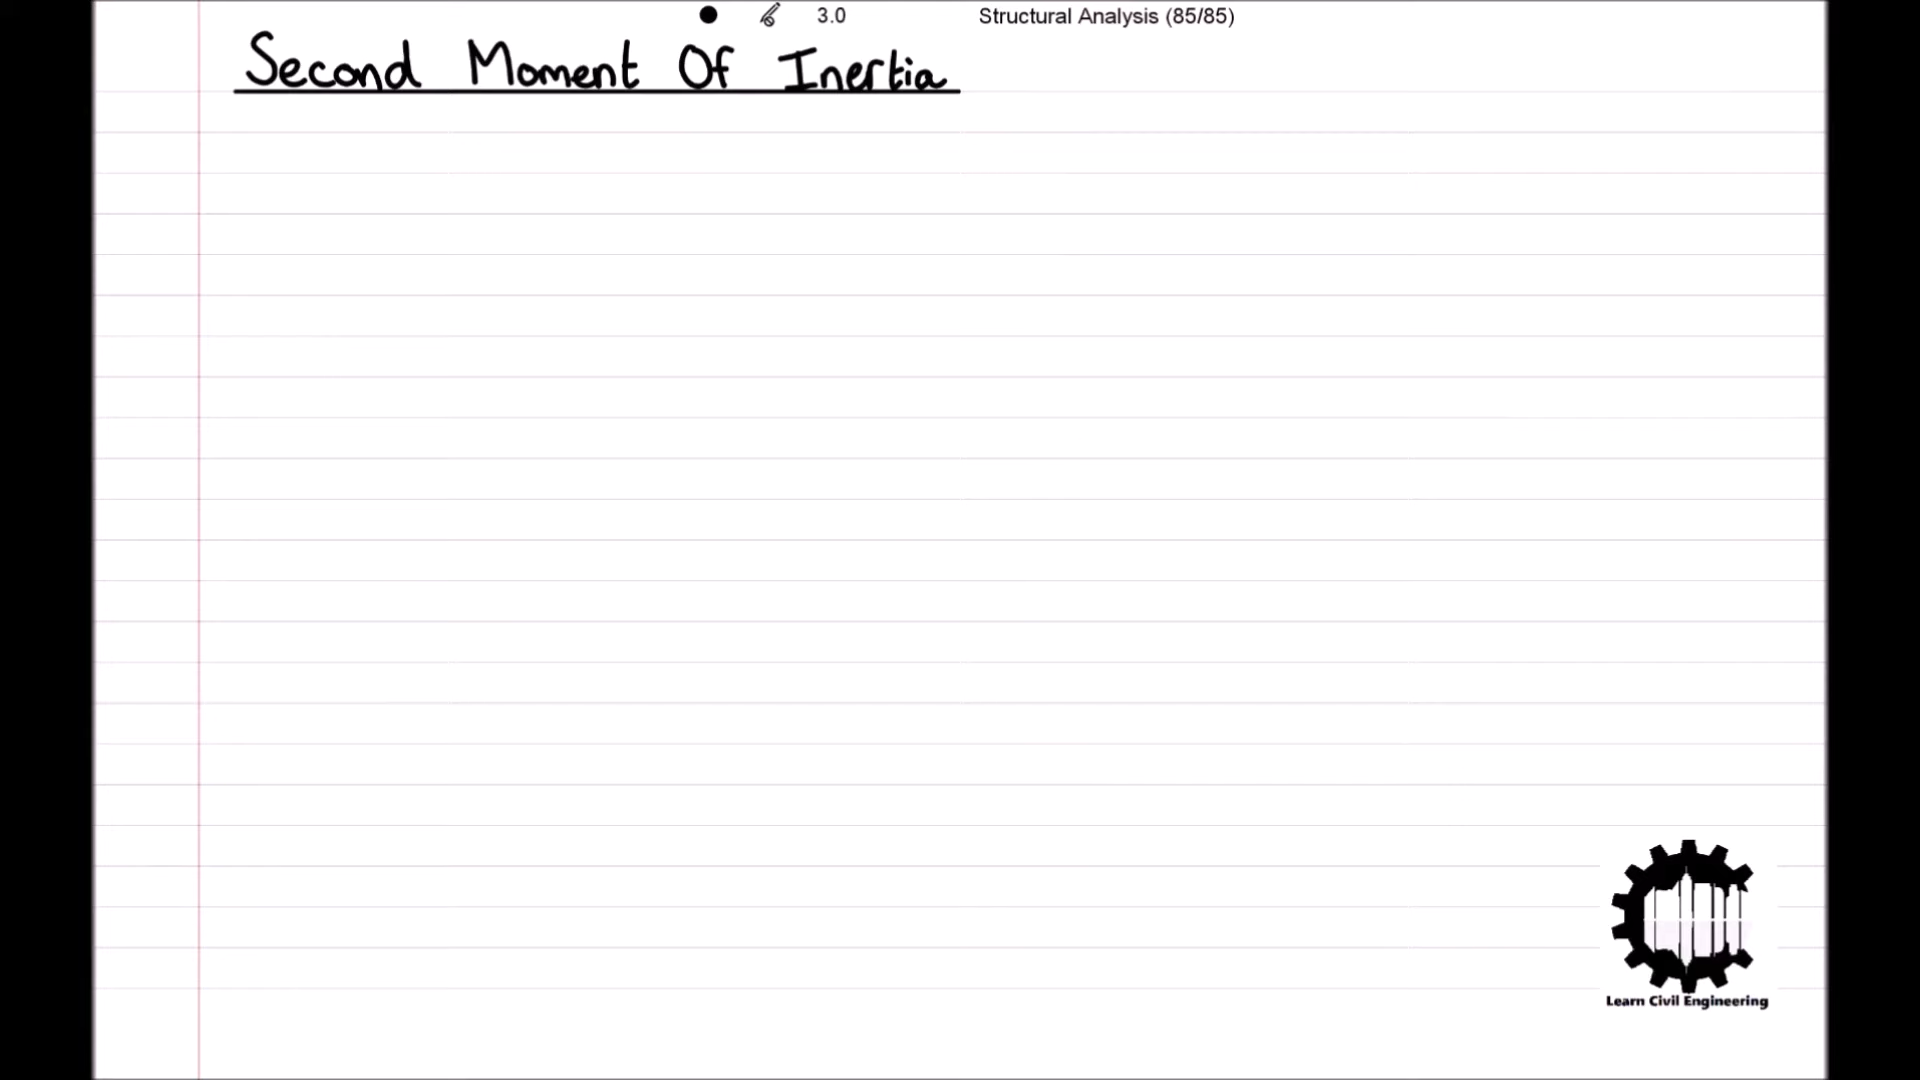 3.0 Structural Analysis (85/85)
Second Moment Of Inertia
Learn Civil Engineering